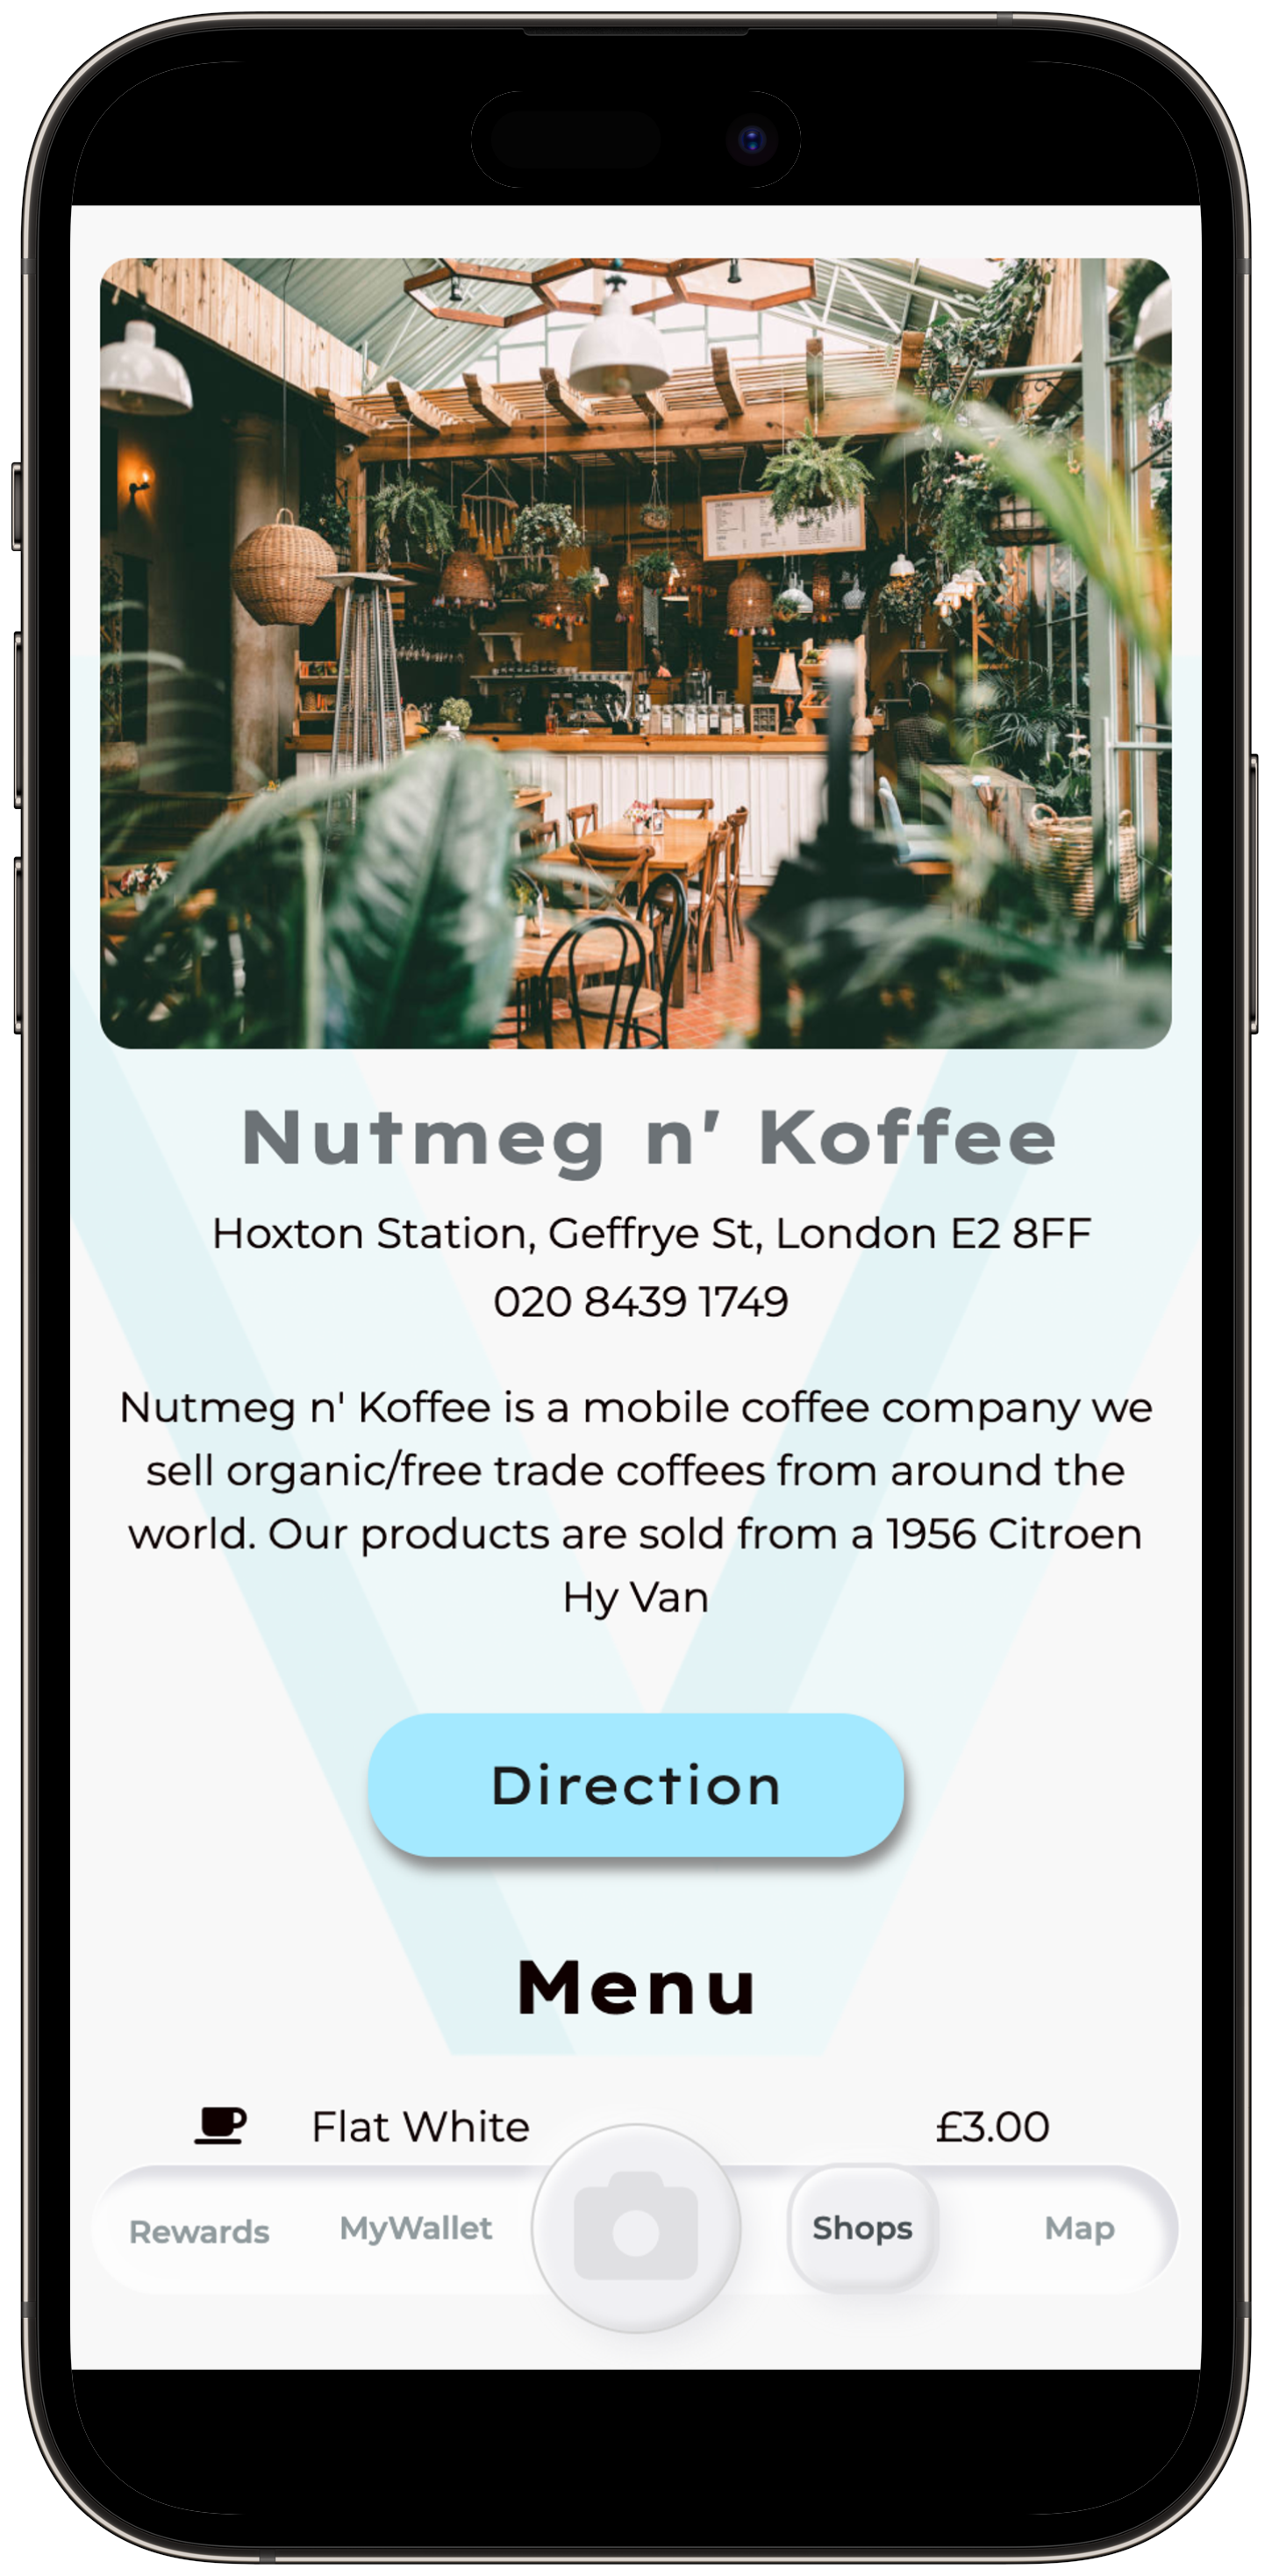 Nutmeg n' Koffee
Hoxton Station, Geffrye St, London E2 8FF
020 8439 1749
Nutmeg n' Koffee is a mobile coffee company we
sell organic/free trade coffees from around the
world. Our products are sold from a 1956 Citroen
Hy Van
Direction
Menu
Flat White £3.00
Rewards MyWallet Shops Map